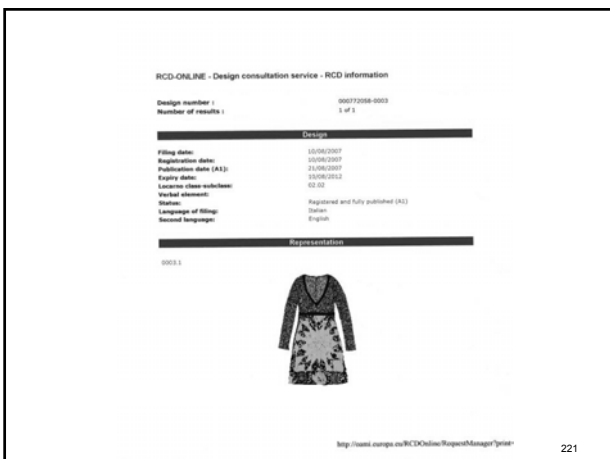 RCD-ONLINE - Design consultation service - RCD information
Design number : 000772058-0003
Number of results : 1 of 1
Design
Filing date: 10/08/2007
Registration date: 10/08/2007
Publication date (A1): 21/08/2007
Expiry date: 10/08/2012
Locarno class-subclass: 02.02
Verbal element:
Status: Registered and fully published (A1)
Language of filing: Italian
Second language: English
Representation
0003.1
http://oami.europa.eu/RCDOnline/RequestManager?print=
221